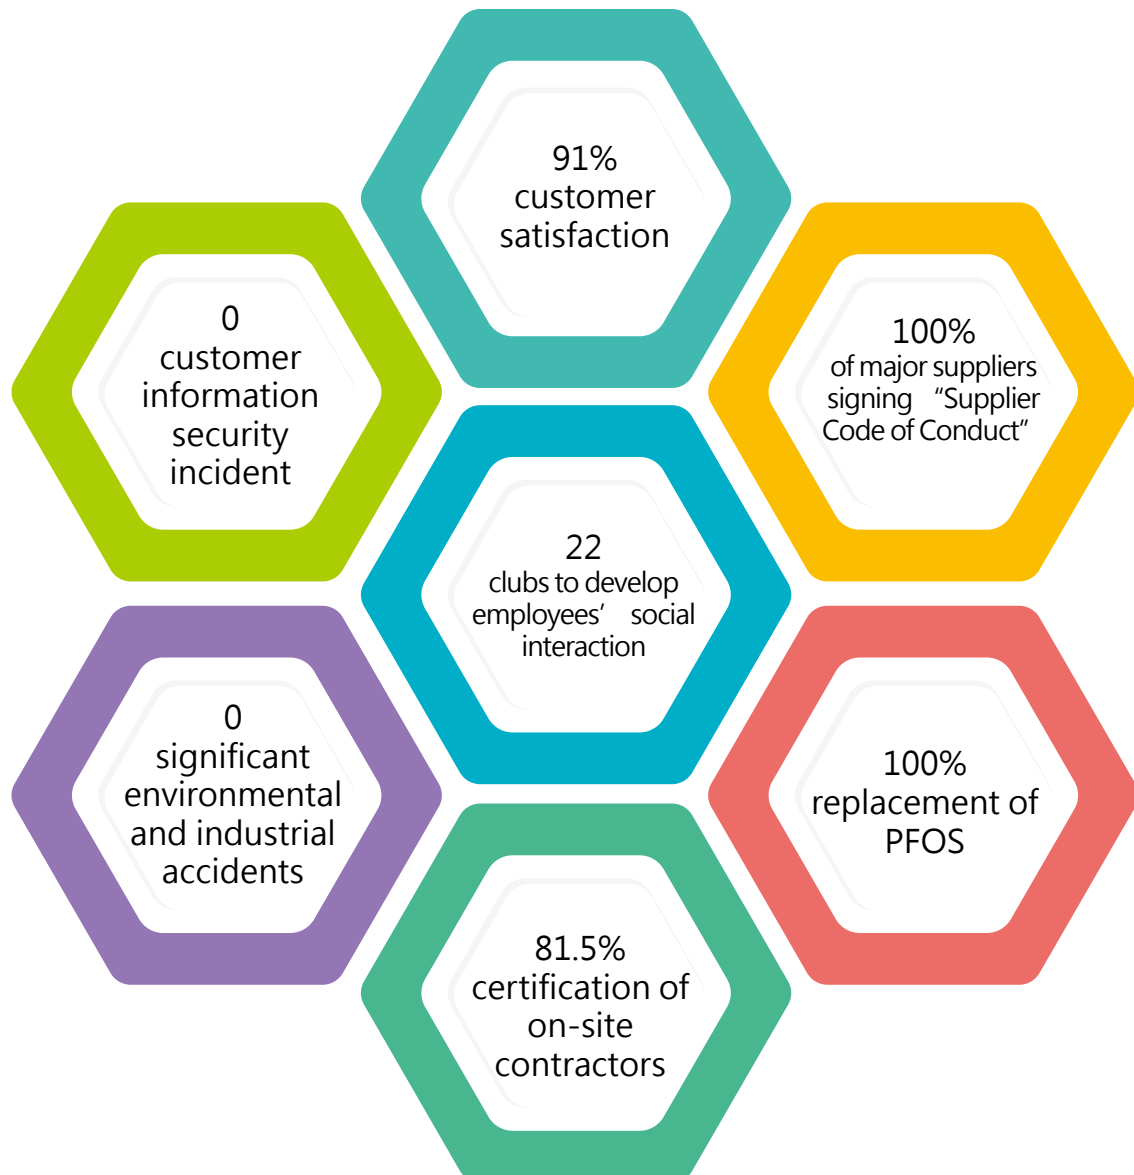 91%
customer
satisfaction
0
customer
information
security
incident
100%
of major suppliers
signing “Supplier
Code of Conduct”
22
clubs to develop
employees’ social
interaction
0
significant
environmental
and industrial
accidents
100%
replacement of
PFOS
81.5%
certification of
on-site
contractors